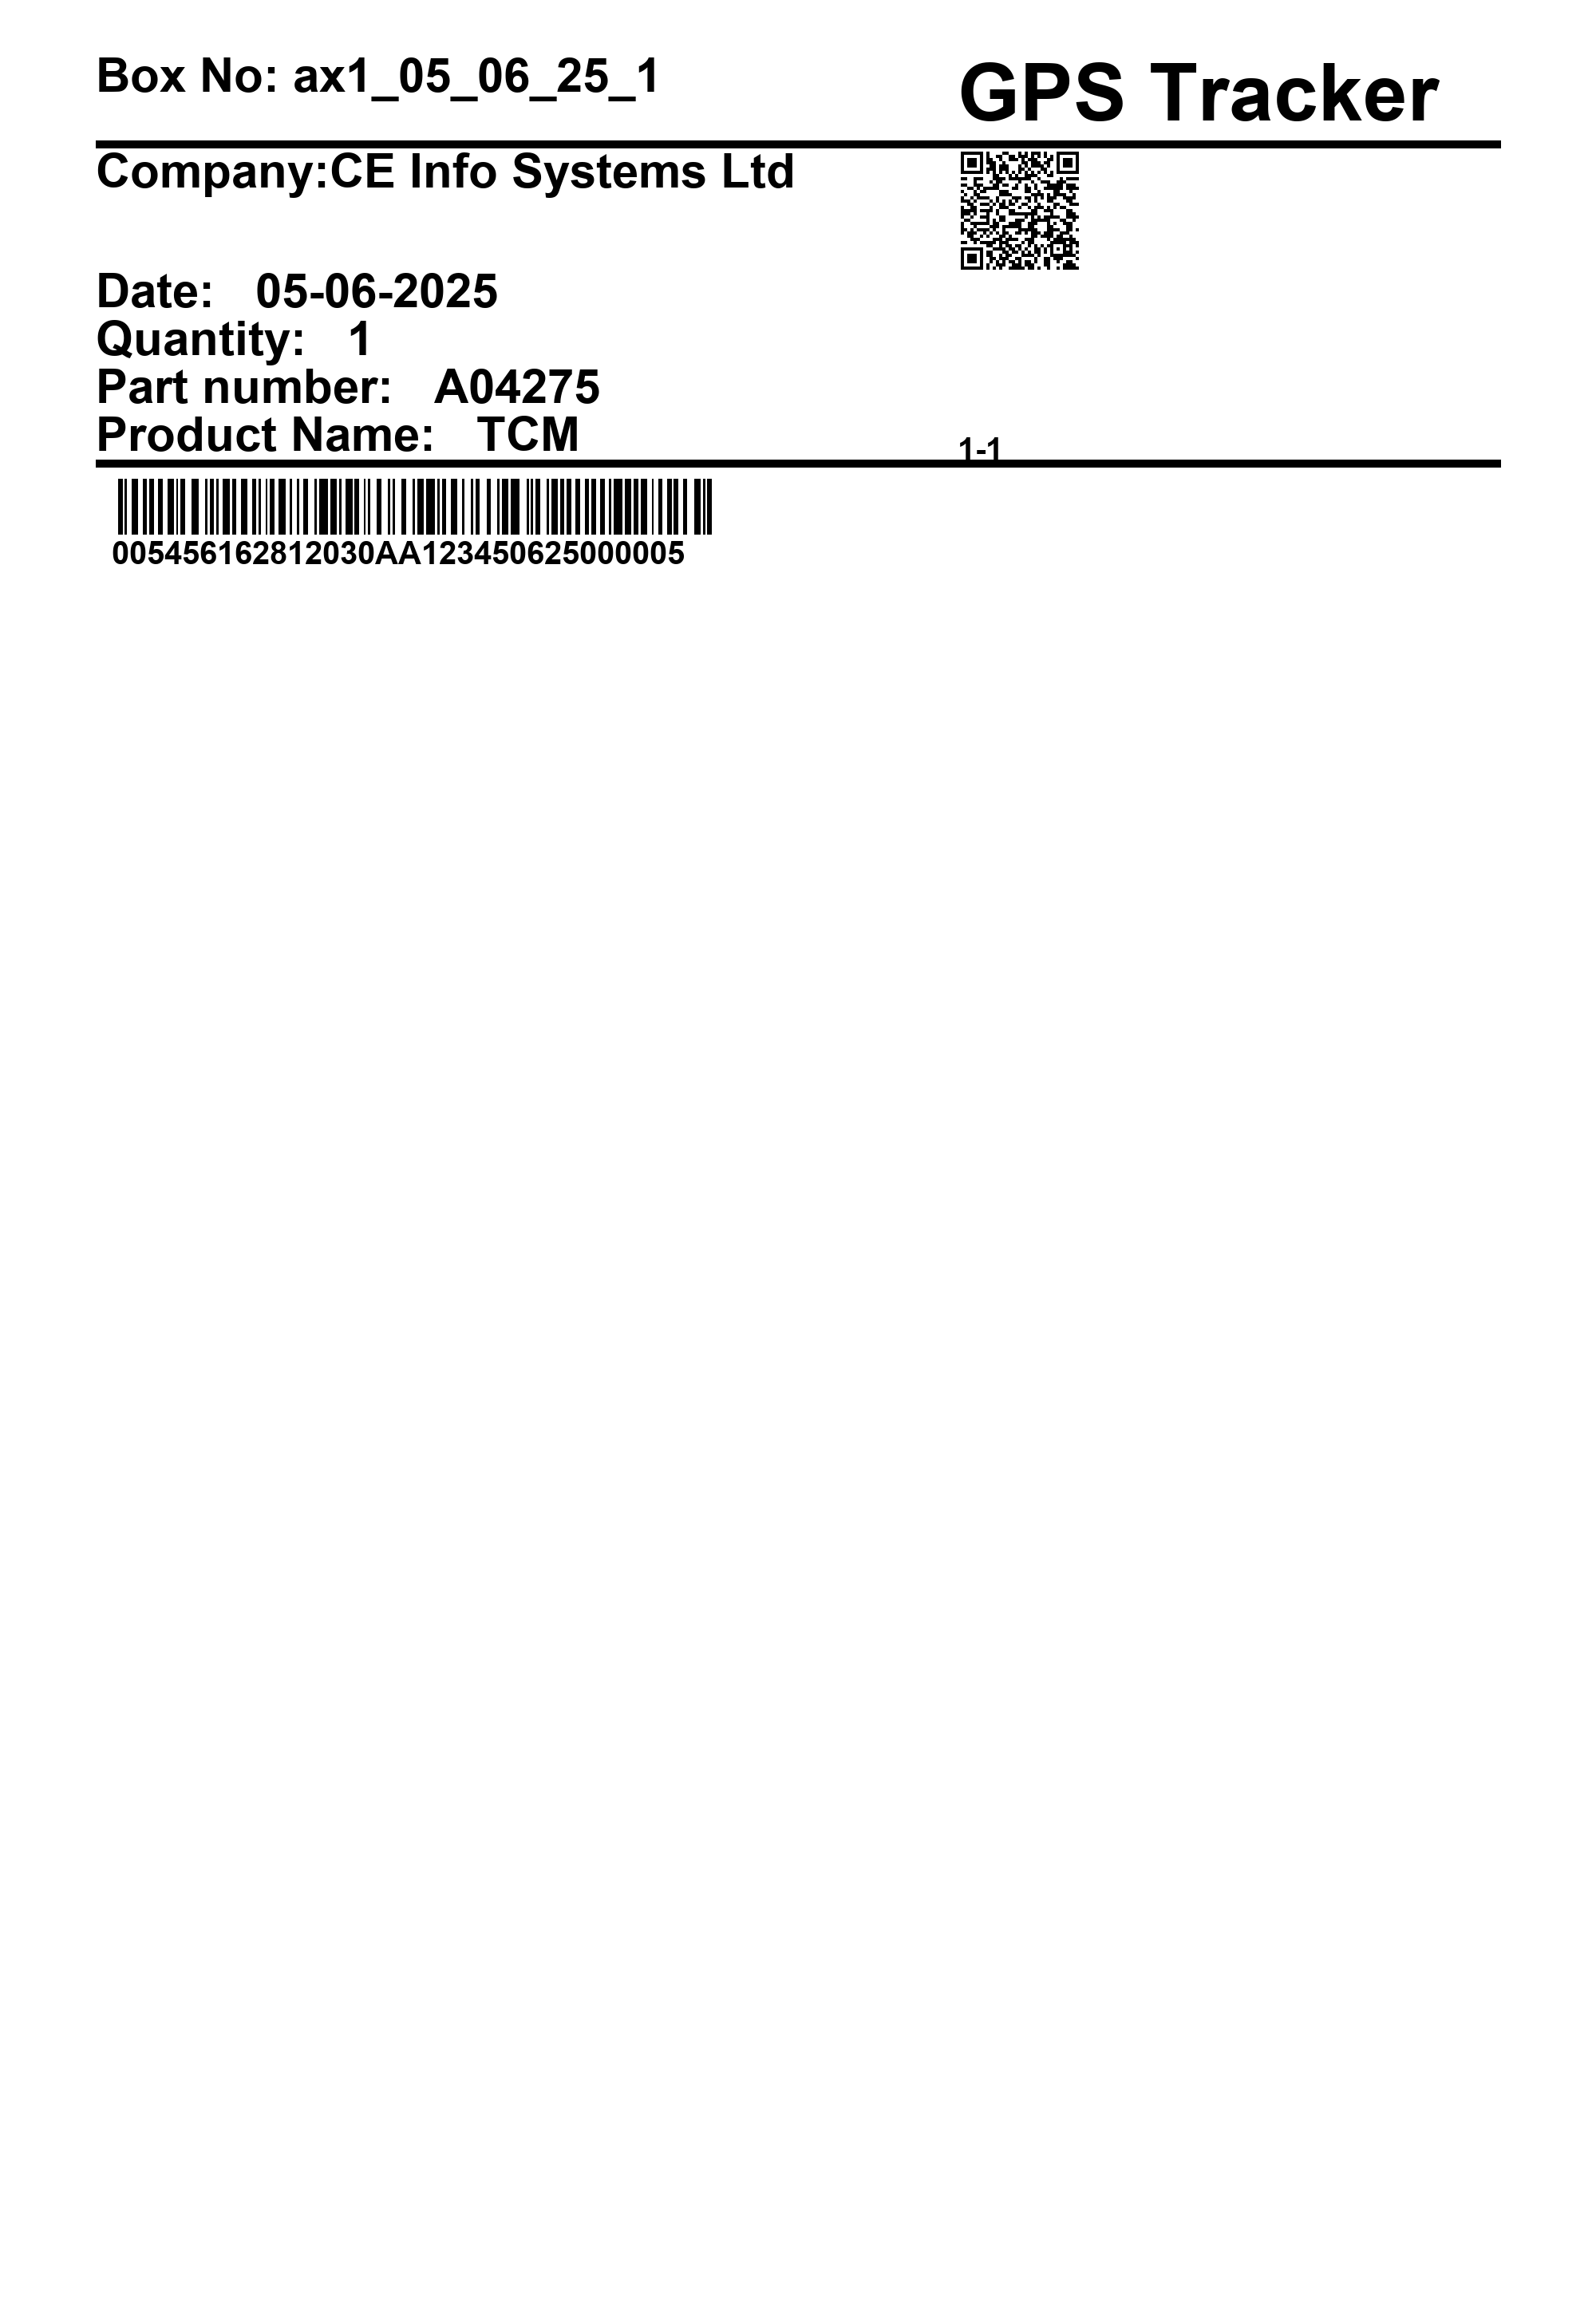 Box No: ax1_05_06_25_1
GPS Tracker
Company:CE Info Systems Ltd
Date: 05-06-2025
Quantity: 1
Part number: A04275
Product Name: TCM
1-1
005456162812030AA123450625000005